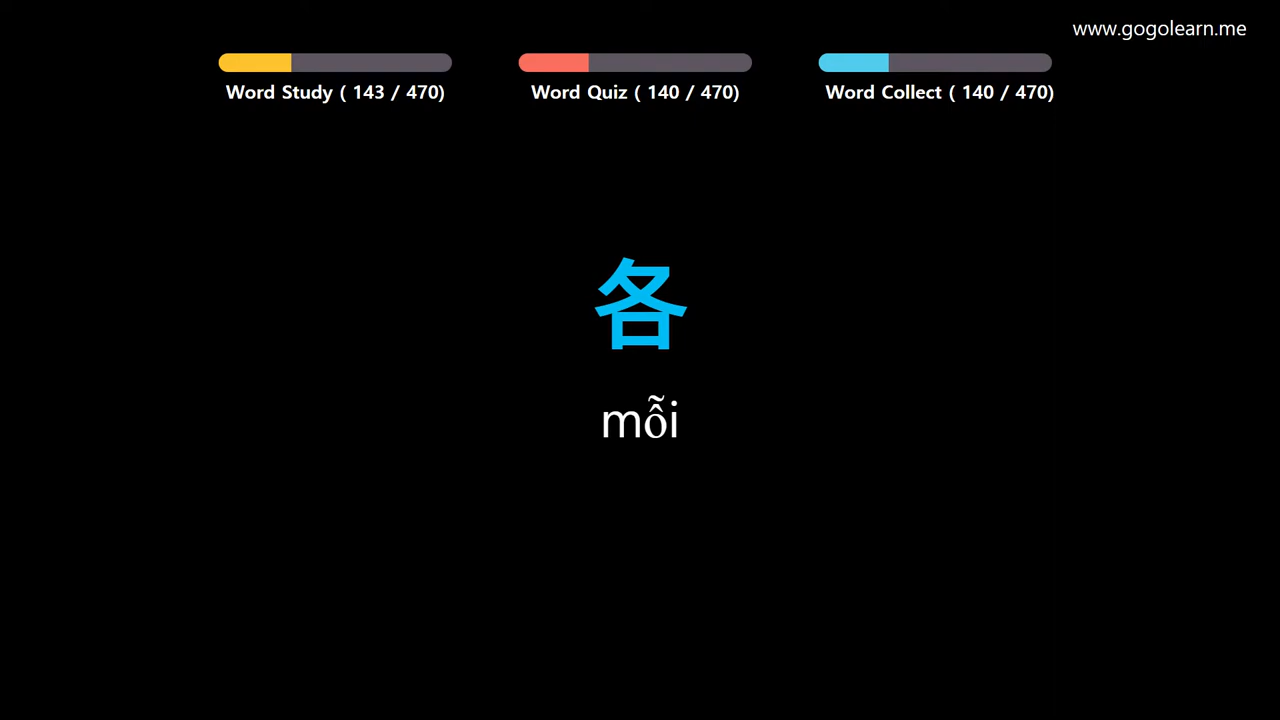 www.gogolearn.me
Word Study ( 143 / 470)
Word Quiz ( 140 / 470)
Word Collect ( 140 / 470)
各
mỗi